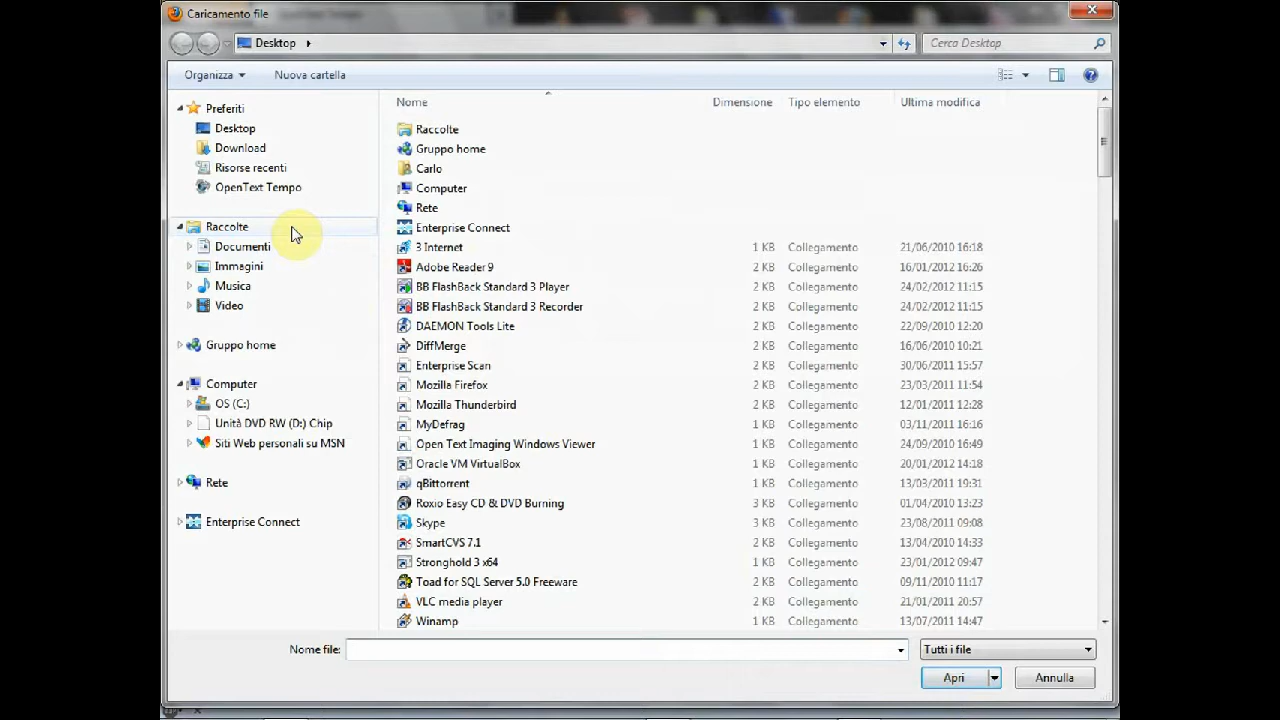 Caricamento file
Desktop
Cerca Desktop
Organizza
Nuova cartella
Preferiti
Desktop
Download
Risorse recenti
OpenText Tempo
Raccolte
Documenti
Immagini
Musica
Video
Gruppo home
Computer
OS (C:)
Unità DVD RW (D:) Chip
Siti Web personali su MSN
Rete
Enterprise Connect
Nome Dimensione Tipo elemento Ultima modifica
Raccolte
Gruppo home
Carlo
Computer
Rete
Enterprise Connect
3 Internet 1 KB Collegamento 21/06/2010 16:18
Adobe Reader 9 2 KB Collegamento 16/01/2012 16:26
BB FlashBack Standard 3 Player 2 KB Collegamento 24/02/2012 11:15
BB FlashBack Standard 3 Recorder 2 KB Collegamento 24/02/2012 11:15
DAEMON Tools Lite 2 KB Collegamento 22/09/2010 12:20
DiffMerge 2 KB Collegamento 16/06/2010 10:21
Enterprise Scan 2 KB Collegamento 30/06/2011 15:57
Mozilla Firefox 2 KB Collegamento 23/03/2011 11:54
Mozilla Thunderbird 2 KB Collegamento 12/01/2011 12:28
MyDefrag 2 KB Collegamento 03/11/2011 16:16
Open Text Imaging Windows Viewer 2 KB Collegamento 24/09/2010 16:49
Oracle VM VirtualBox 2 KB Collegamento 20/01/2012 14:18
qBittorrent 1 KB Collegamento 13/03/2011 19:31
Roxio Easy CD & DVD Burning 3 KB Collegamento 01/04/2010 13:23
Skype 3 KB Collegamento 23/08/2011 09:08
SmartCVS 7.1 2 KB Collegamento 13/04/2010 14:33
Stronghold 3 x64 1 KB Collegamento 23/01/2012 09:47
Toad for SQL Server 5.0 Freeware 2 KB Collegamento 09/11/2010 11:17
VLC media player 2 KB Collegamento 21/01/2011 20:57
Winamp 1 KB Collegamento 13/07/2011 14:47
Nome file:
Tutti i file
Apri
Annulla